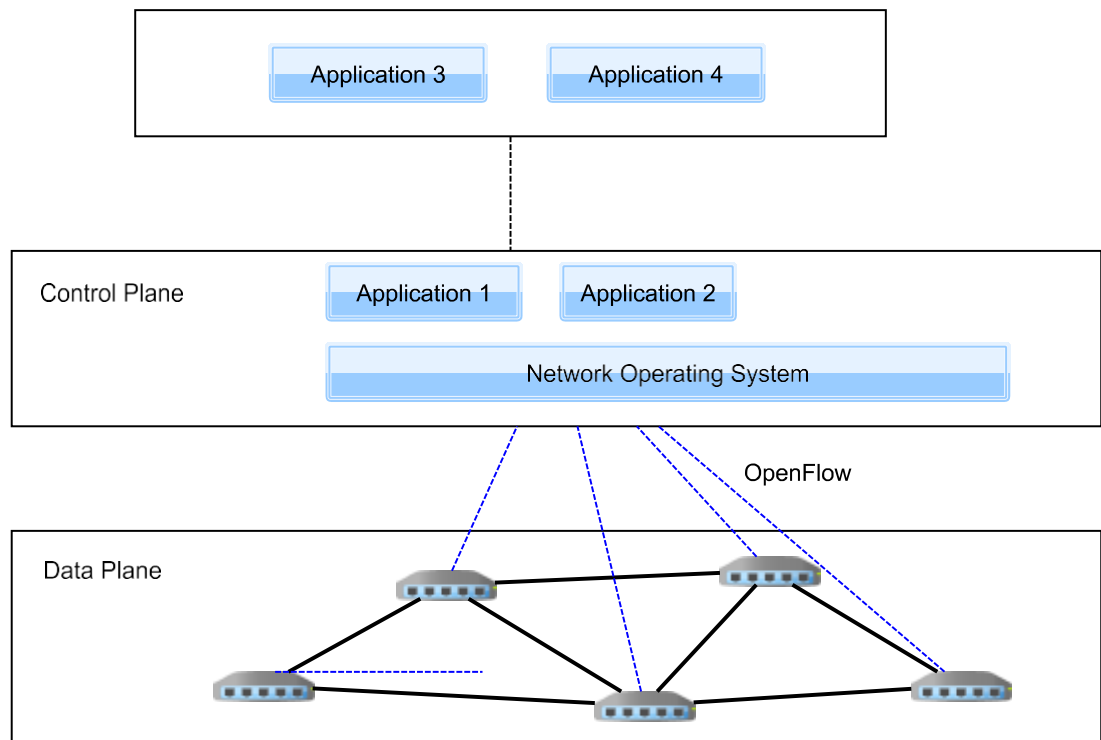 Application 3
Application 4
Control Plane
Application 1
Application 2
Network Operating System
OpenFlow
Data Plane